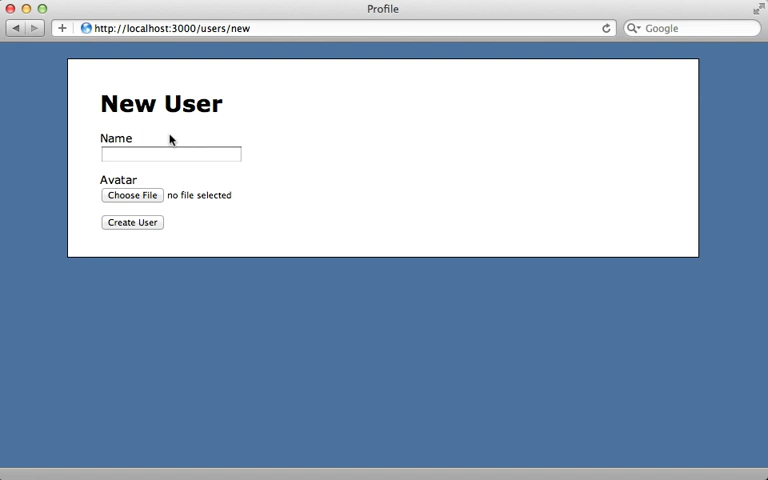 Profile
http://localhost:3000/users/new
Google
New User
Name
Avatar
Choose File no file selected
Create User